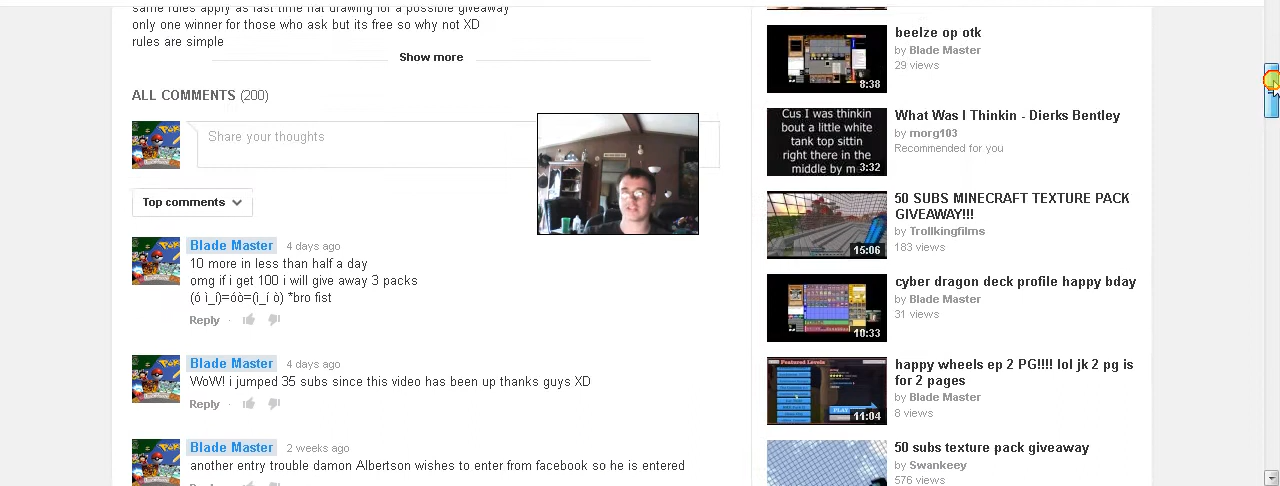 same rules apply as last time hat drawing for a possible giveaway
only one winner for those who ask but its free so why not XD
rules are simple
Show more
ALL COMMENTS (200)
Share your thoughts
Top comments
Blade Master 4 days ago
10 more in less than half a day
omg if i get 100 i will give away 3 packs
*bro fist
Reply
Blade Master 4 days ago
WoW i jumped 35 subs since this video has been up thx you guys XD
Reply
Blade Master 2 weeks ago
another entry trouble damon Albertson wishes to enter from facebook so he is entered
Reply
beelze op otk
by Blade Master
29 views
8:38
What Was I Thinkin - Dierks Bentley
by morg103
Recommended for you
Cus I was thinkin
bout a little white
tank top sittin
right there in the
middle by m
3:32
50 SUBS MINECRAFT TEXTURE PACK
GIVEAWAY!!!
by Trollkingfilms
183 views
15:06
cyber dragon deck profile happy bday
by Blade Master
31 views
10:33
happy wheels ep 2 PG!!!! lol jk 2 pg is
for 2 pages
by Blade Master
8 views
Featured Levels
11:04
50 subs texture pack giveaway
by Swankeey
576 views